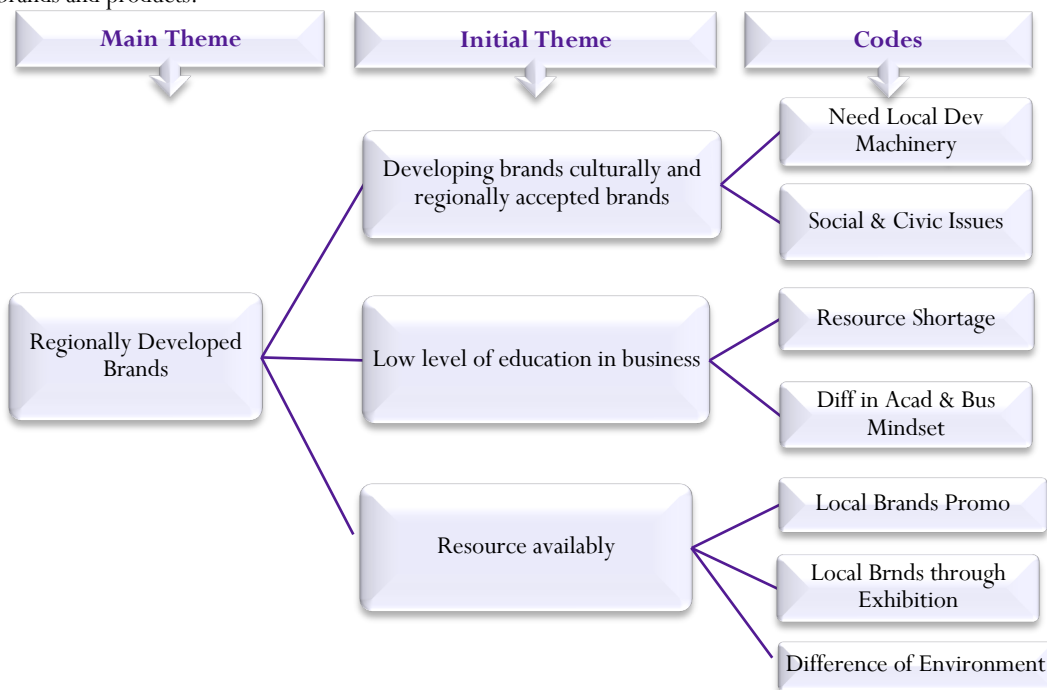 brands and products.
Main Theme
Initial Theme
Codes
Regionally Developed
Brands
Developing brands culturally and
regionally accepted brands
Need Local Dev
Machinery
Social & Civic Issues
Low level of education in business
Resource Shortage
Diff in Acad & Bus
Mindset
Resource availably
Local Brands Promo
Local Brnds through
Exhibition
Difference of Environment